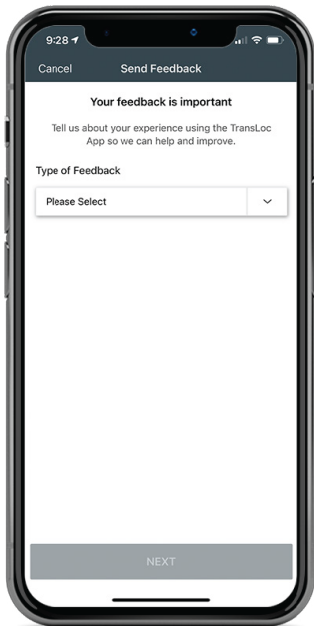 9:28
Cancel
Send Feedback
Your feedback is important
Tell us about your experience using the TransLoc
App so we can help and improve.
Type of Feedback
Please Select
NEXT